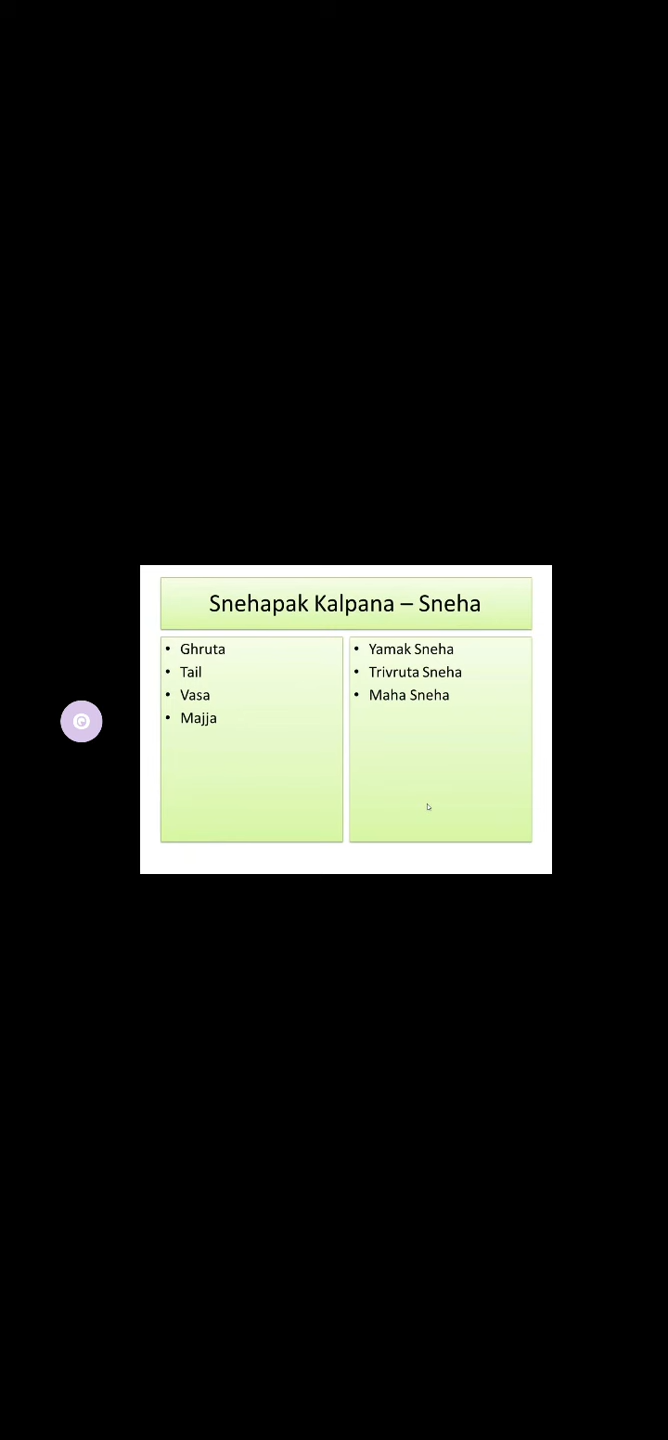 Snehapak Kalpana – Sneha
• Ghruta
• Tail
• Vasa
• Majja
• Yamak Sneha
• Trivruta Sneha
• Maha Sneha